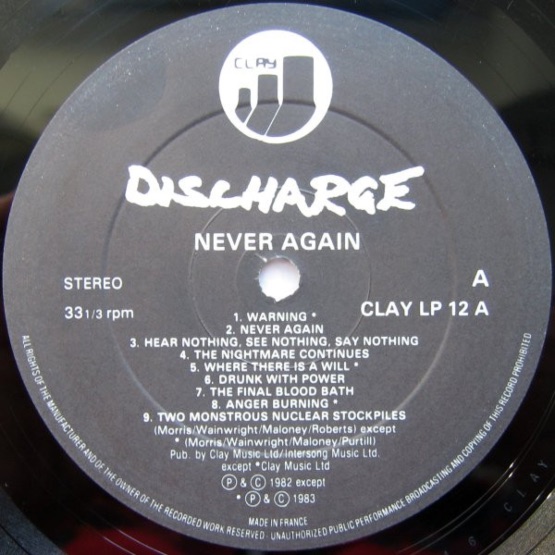 CLAY
DISCHARGE
NEVER AGAIN
STEREO
A
33 1/3 rpm
CLAY LP 12 A
1. WARNING *
2. NEVER AGAIN
3. HEAR NOTHING, SEE NOTHING, SAY NOTHING
4. THE NIGHTMARE CONTINUES
5. WHERE THERE IS A WILL *
6. DRUNK WITH POWER
7. THE FINAL BLOOD BATH
8. ANGER BURNING *
9. TWO MONSTROUS NUCLEAR STOCKPILES
(Morris/Wainwright/Maloney/Roberts) except
* (Morris/Wainwright/Maloney/Purtill)
Pub. by Clay Music Ltd/Intersong Music Ltd.
except *Clay Music Ltd
Ⓟ & Ⓒ 1982 except
*Ⓟ & Ⓒ 1983
MADE IN FRANCE
ALL RIGHTS OF THE MANUFACTURER AND OF THE OWNER OF THE RECORDED WORK RESERVED · UNAUTHORIZED PUBLIC PERFORMANCE BROADCASTING AND COPYING OF THIS RECORD PROHIBITED